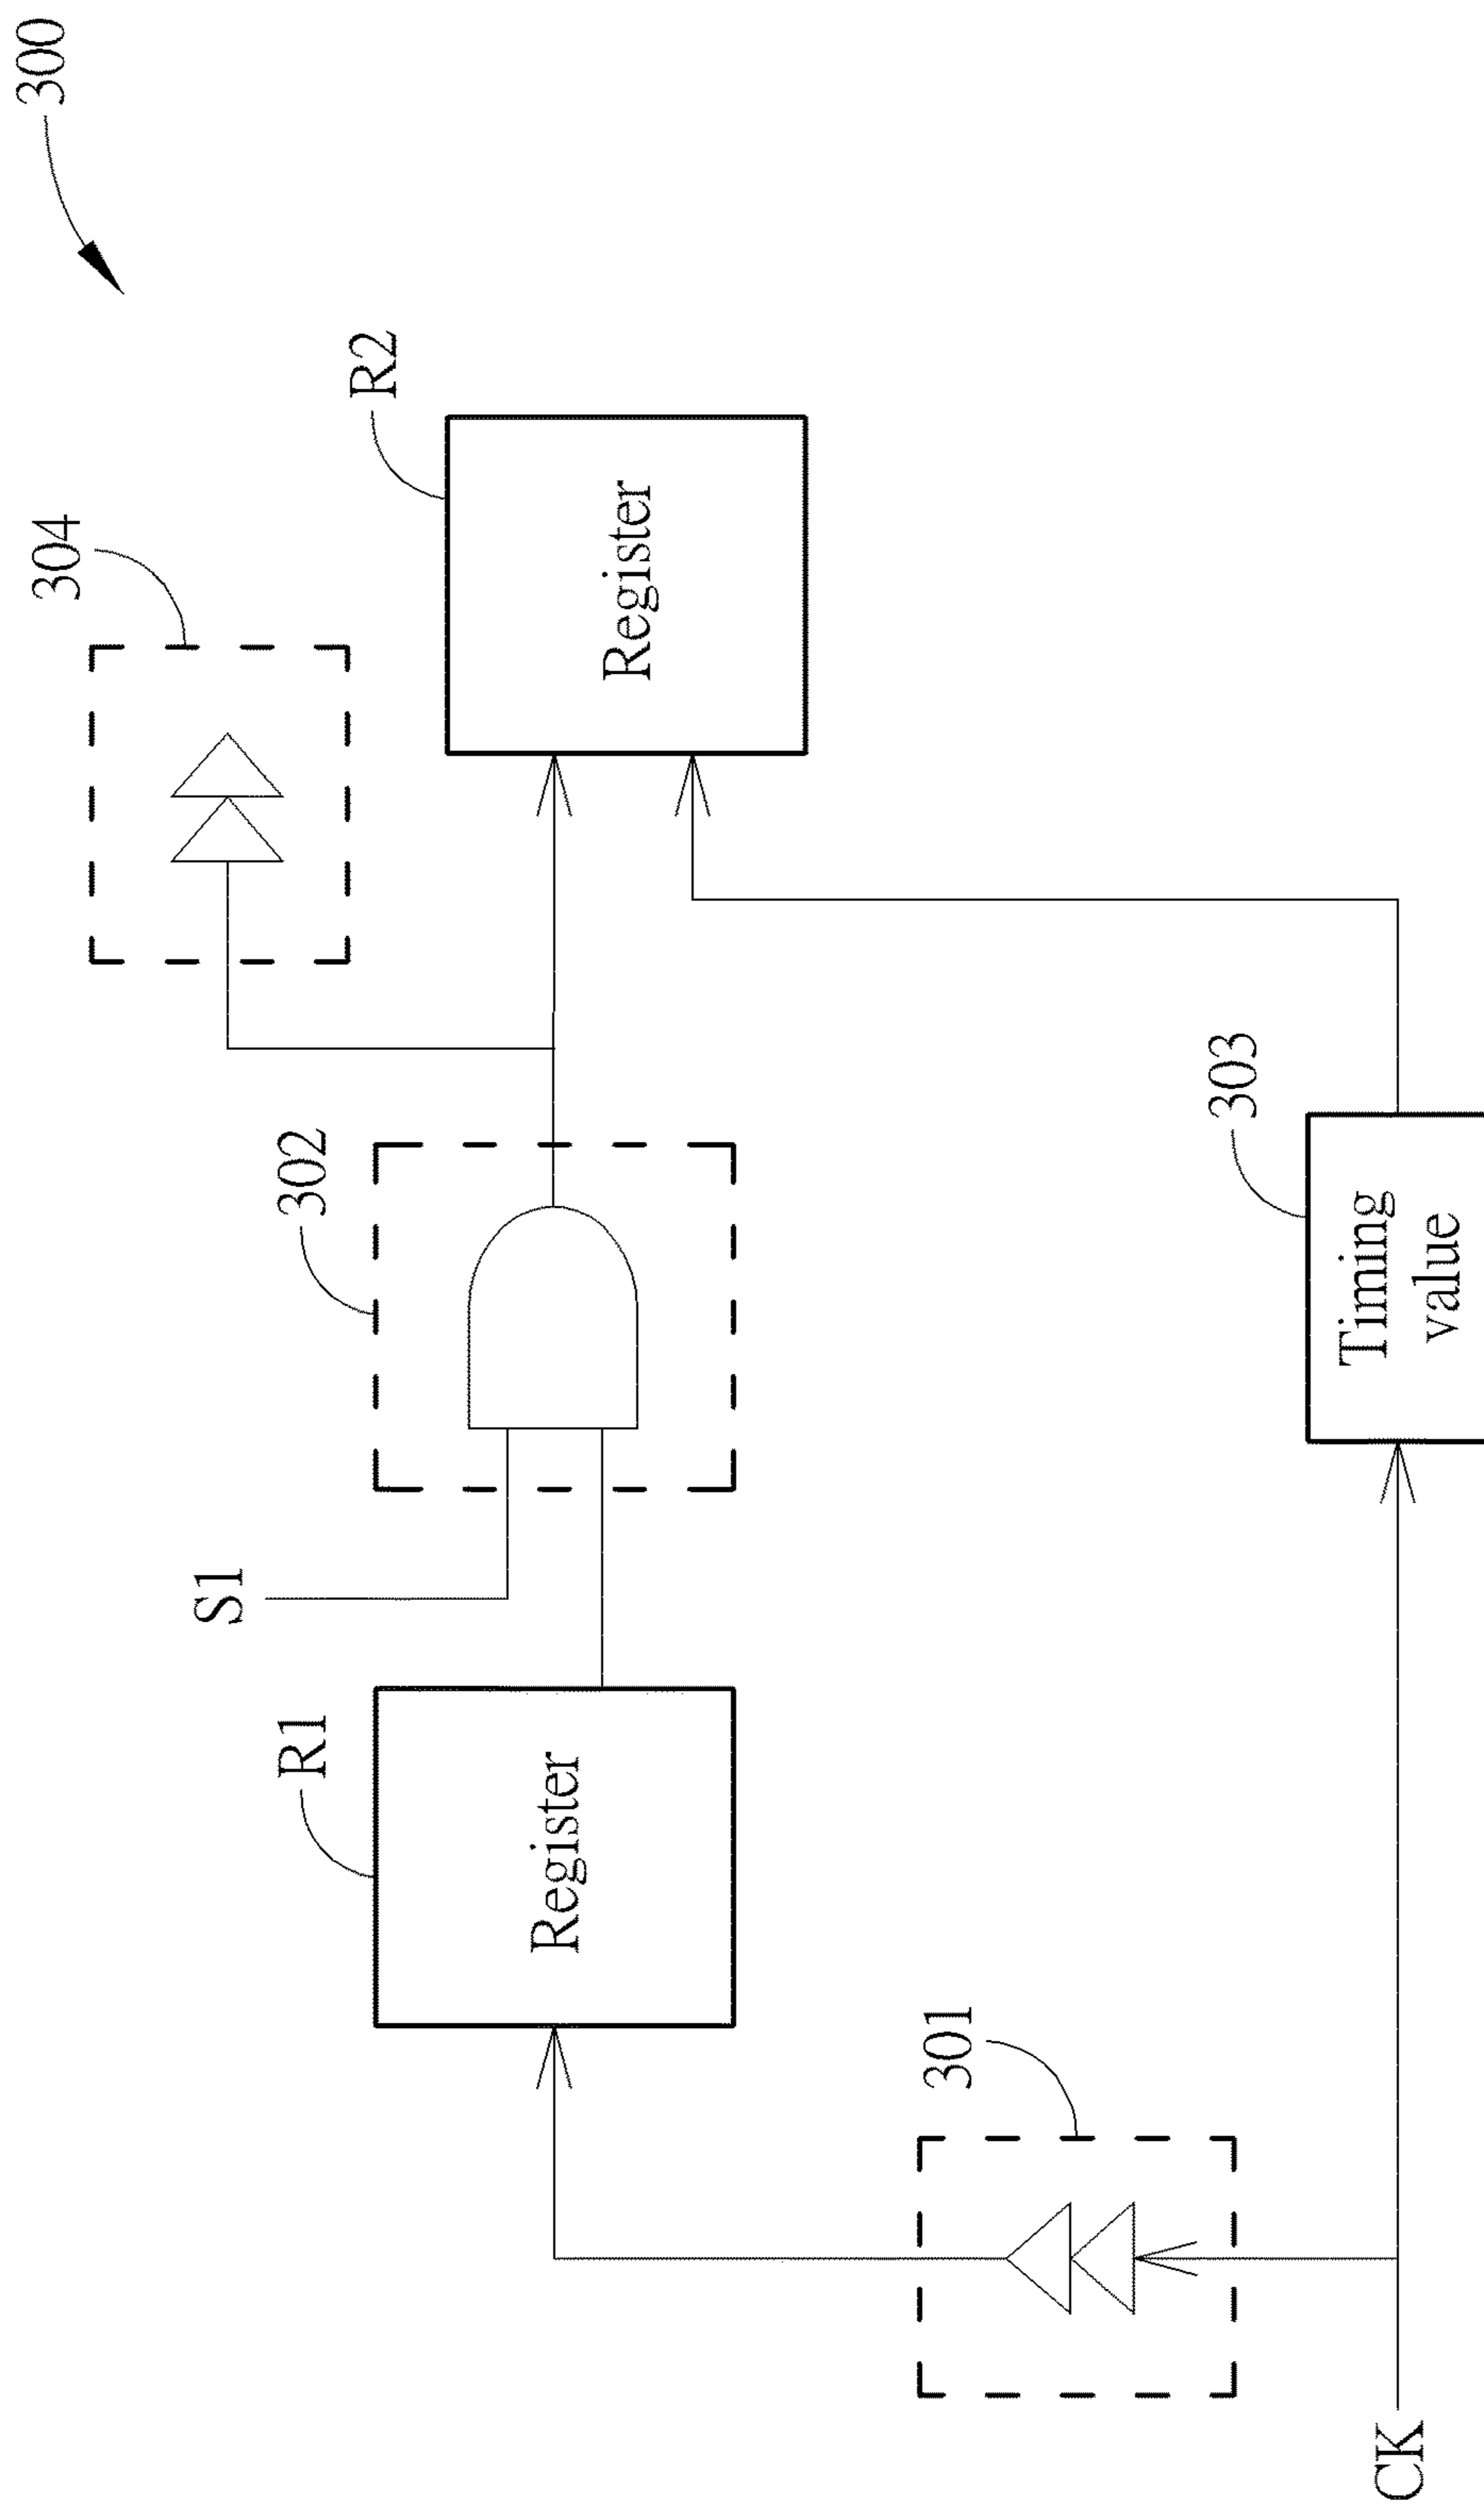 300
304
R2
Register
302
S1
R1
Register
303
Timing
value
301
CK